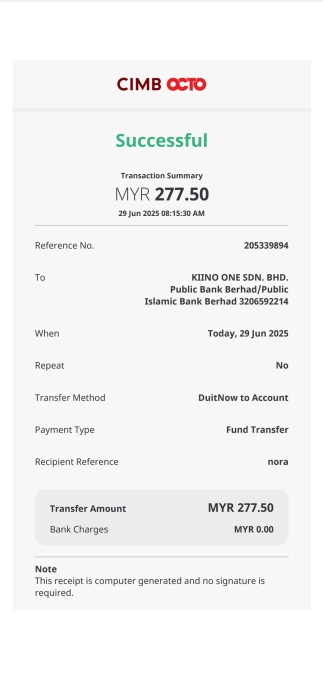 CIMB OCTO
Successful
Transaction Summary
MYR 277.50
29 Jun 2025 08:15:30 AM
Reference No. 205339894
To KIINO ONE SDN. BHD.
Public Bank Berhad/Public
Islamic Bank Berhad 3206592214
When Today, 29 Jun 2025
Repeat No
Transfer Method DuitNow to Account
Payment Type Fund Transfer
Recipient Reference nora
Transfer Amount MYR 277.50
Bank Charges MYR 0.00
Note
This receipt is computer generated and no signature is
required.